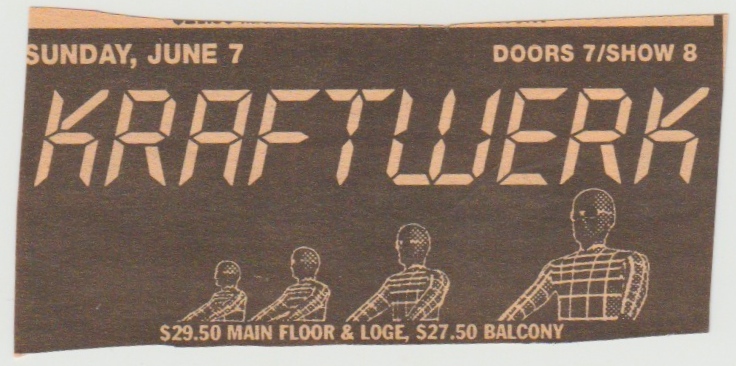 SUNDAY, JUNE 7
DOORS 7/SHOW 8
KRAFTWERK
$29.50 MAIN FLOOR & LOGE, $27.50 BALCONY